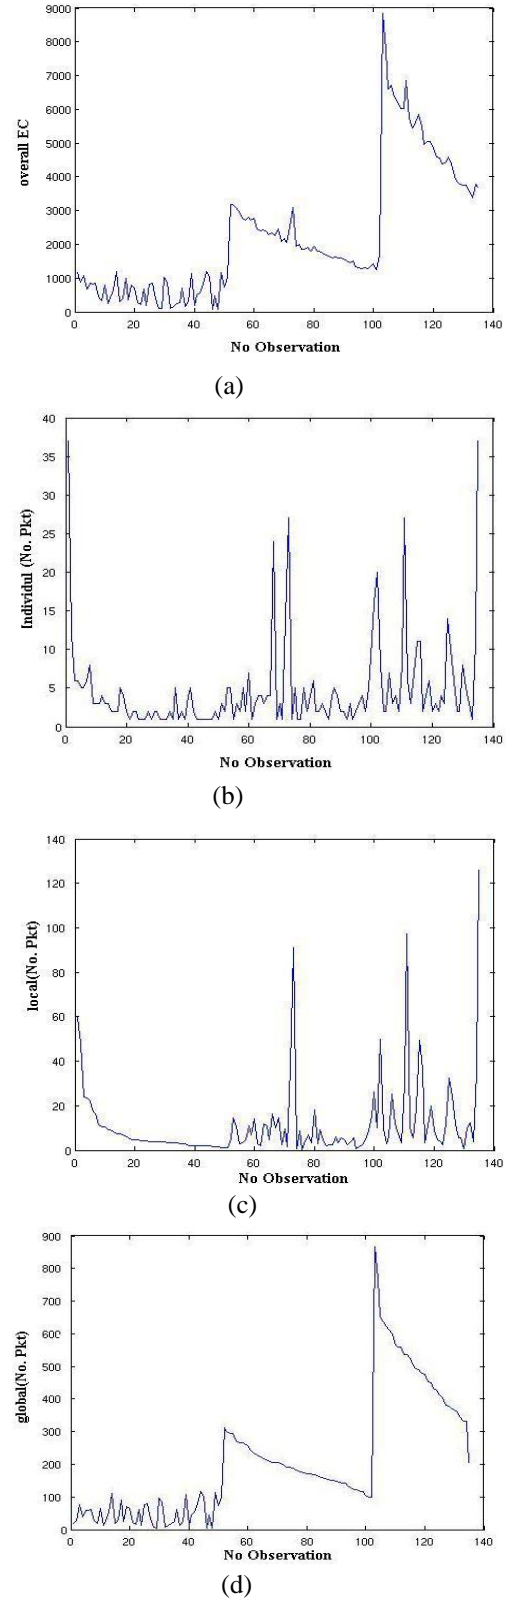 9000
8000
7000
6000
5000
4000
3000
2000
1000
0
overall EC
0 20 40 60 80 100 120 140
No Observation
(a)
40
35
30
25
20
15
10
5
0
Individul (No. Pkt)
0 20 40 60 80 100 120 140
No Observation
(b)
140
120
100
80
60
40
20
0
local(No. Pkt)
0 20 40 60 80 100 120 140
No Observation
(c)
900
800
700
600
500
400
300
200
100
0
global(No. Pkt)
0 20 40 60 80 100 120 140
No Observation
(d)